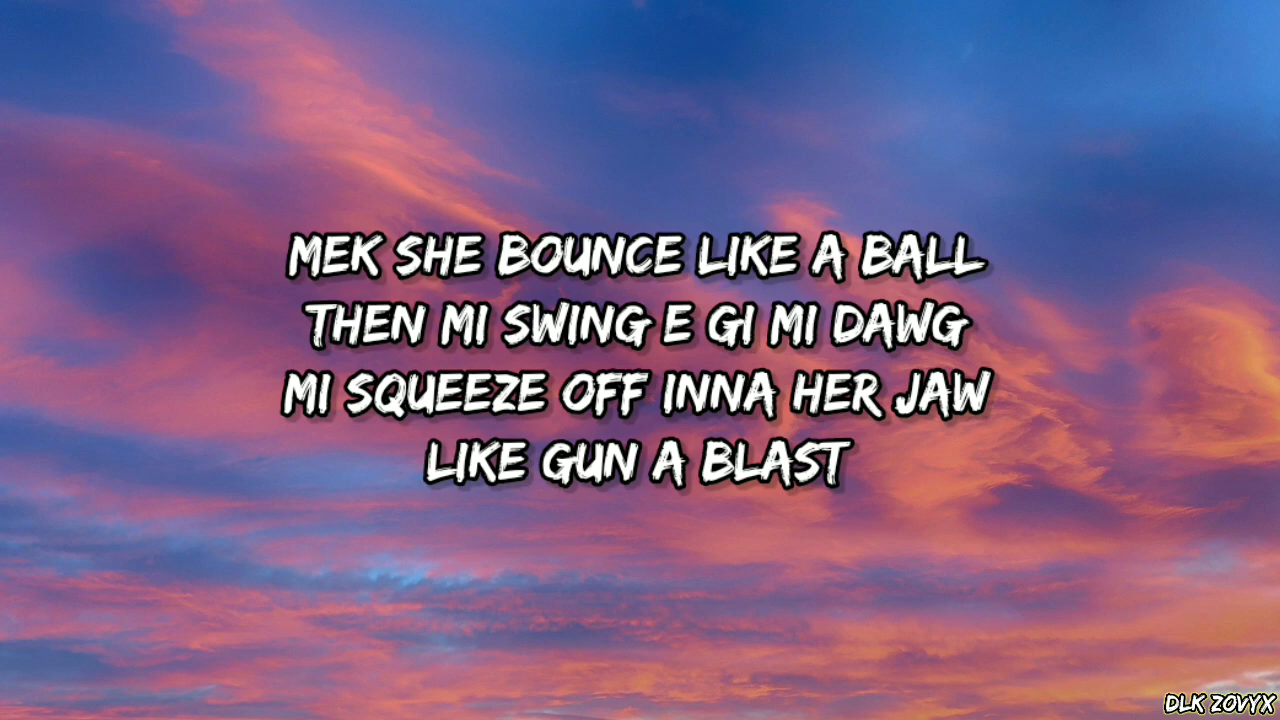 MEK SHE BOUNCE LIKE A BALL
THEN MI SWING E GI MI DAWG
MI SQUEEZE OFF INNA HER JAW
LIKE GUN A BLAST
DLK ZOVYX